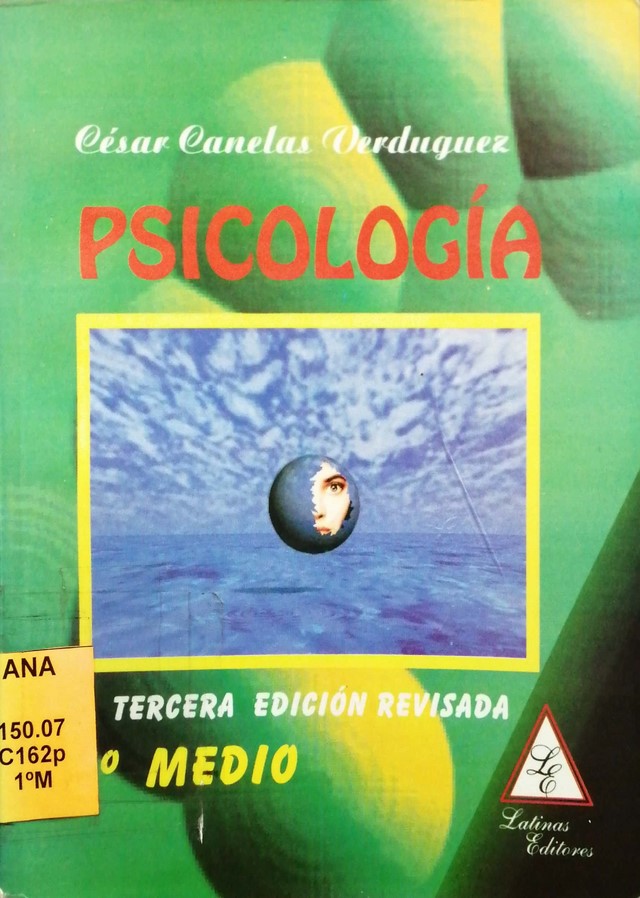 César Canelas Verduguez
PSICOLOGÍA
TERCERA EDICIÓN REVISADA
o MEDIO
ANA
150.07
C162p
1ºM
LE
Latinas
Editores